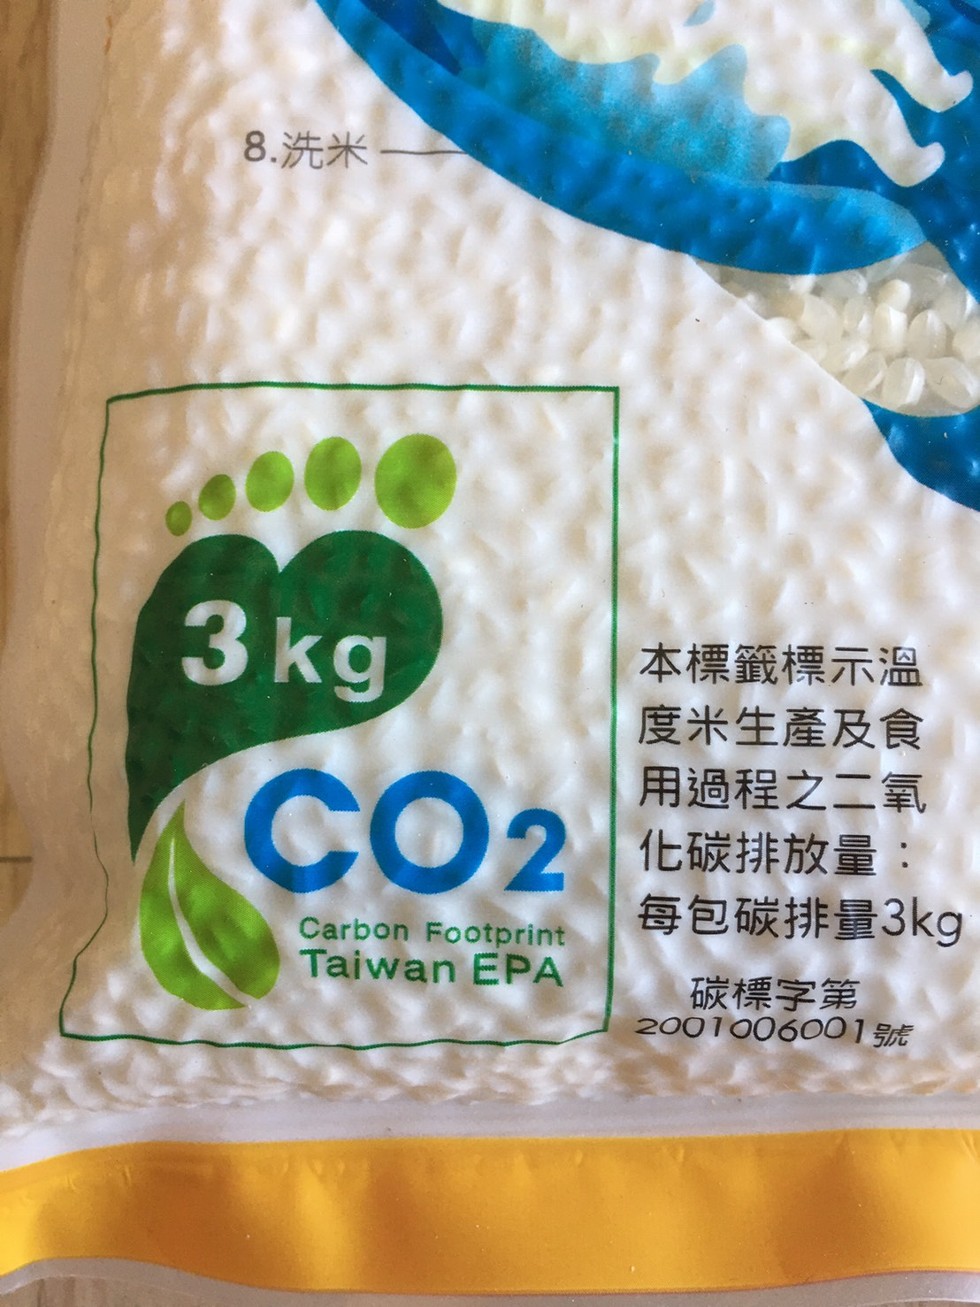 8.洗米
3kg
CO2
Carbon Footprint
Taiwan EPA
本標籤標示溫
度米生產及食
用過程之二氧
化碳排放量：
每包碳排量3kg
碳標字第
2001006001號